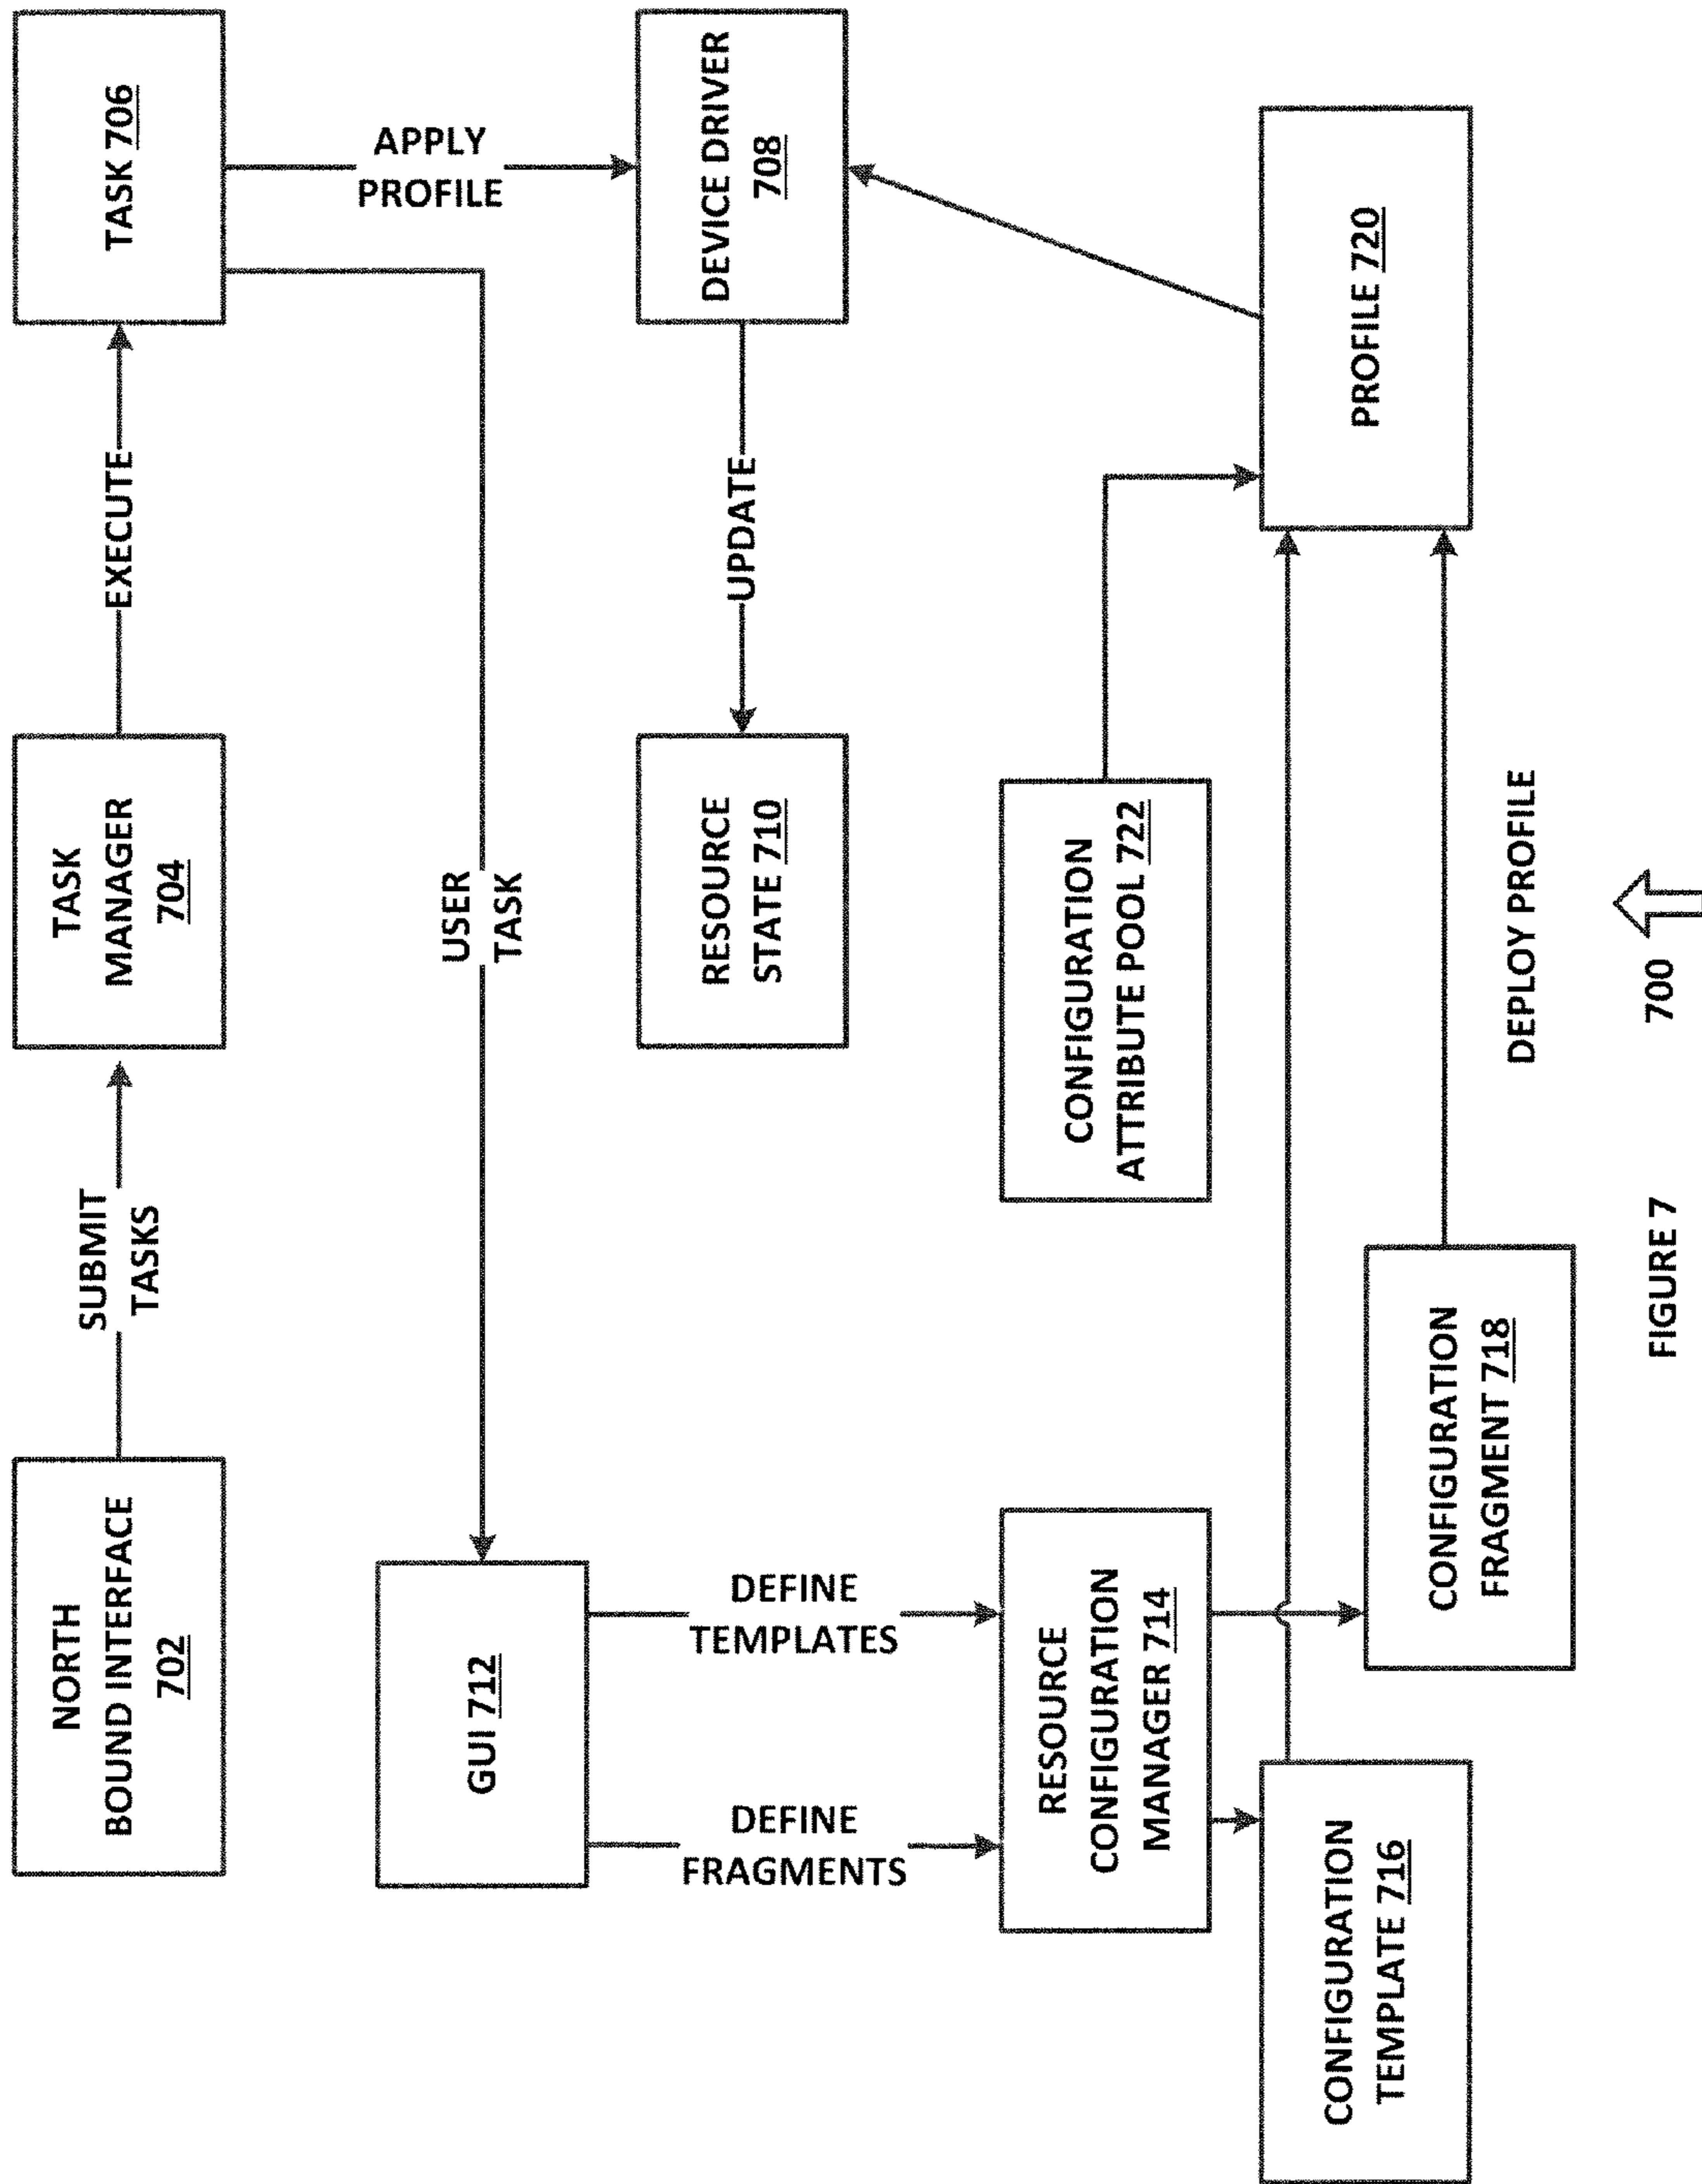 NORTH
BOUND INTERFACE
702
SUBMIT
TASKS
TASK
MANAGER
704
EXECUTE
TASK 706
USER
TASK
APPLY
PROFILE
GUI 712
RESOURCE
STATE 710
UPDATE
DEVICE DRIVER
708
DEFINE
FRAGMENTS
DEFINE
TEMPLATES
RESOURCE
CONFIGURATION
MANAGER 714
CONFIGURATION
ATTRIBUTE POOL 722
CONFIGURATION
TEMPLATE 716
CONFIGURATION
FRAGMENT 718
PROFILE 720
DEPLOY PROFILE
FIGURE 7
700